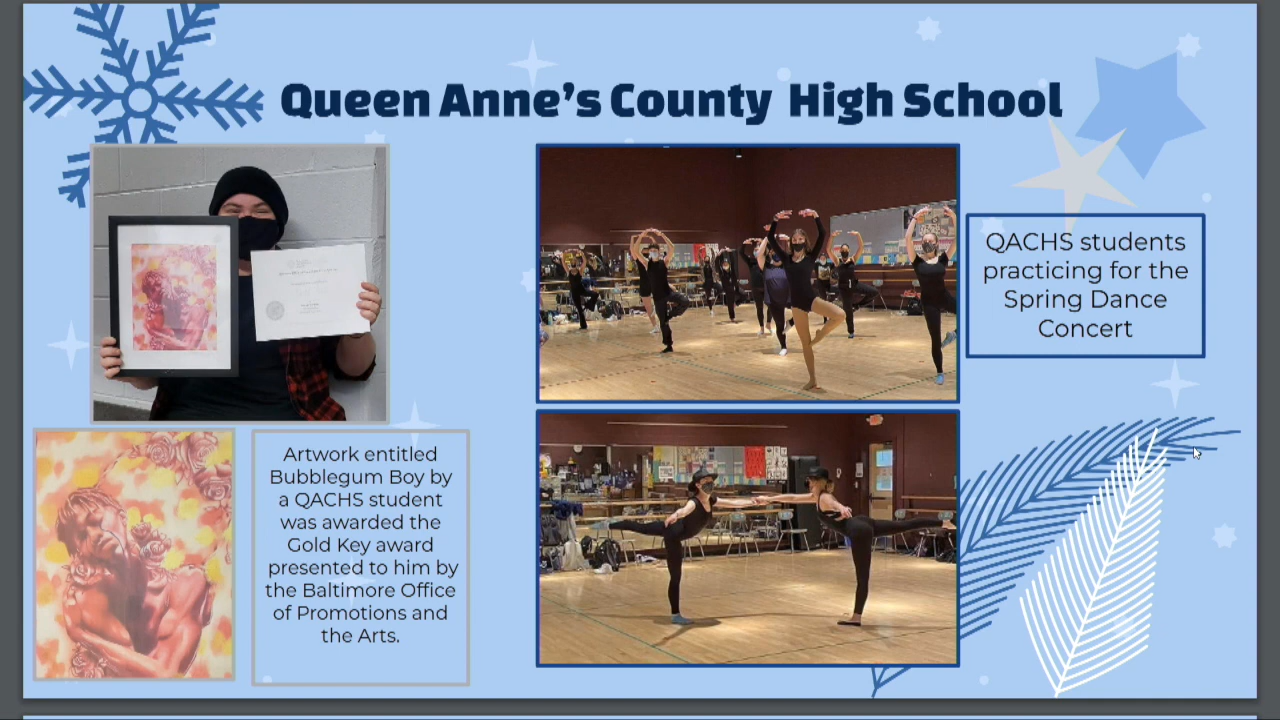 Queen Anne's County High School
QACHS students
practicing for the
Spring Dance
Concert
Artwork entitled
Bubblegum Boy by
a QACHS student
was awarded the
Gold Key award
presented to him by
the Baltimore Office
of Promotions and
the Arts.